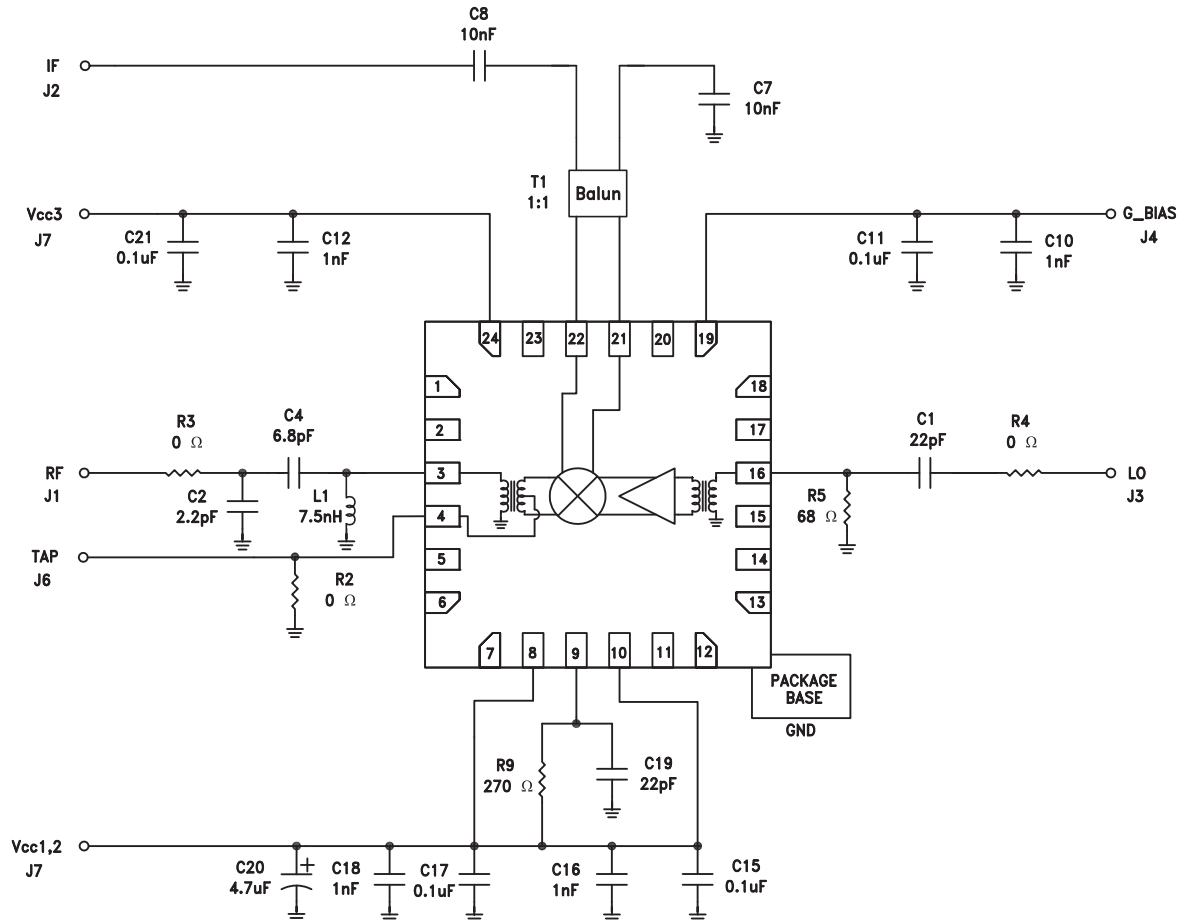 C8
10nF
IF
J2
C7
10nF
T1
1:1
Balun
Vcc3
J7
C21
0.1uF
C12
1nF
C11
0.1uF
C10
1nF
G_BIAS
J4
24
23
22
21
20
19
1
2
3
4
5
6
18
17
16
15
14
13
7
8
9
10
11
12
R3
0 Ω
C4
6.8pF
RF
J1
C2
2.2pF
L1
7.5nH
TAP
J6
R2
0 Ω
C1
22pF
R4
0 Ω
LO
J3
R5
68 Ω
PACKAGE
BASE
GND
R9
270 Ω
C19
22pF
Vcc1,2
J7
C20
4.7uF
+
C18
1nF
C17
0.1uF
C16
1nF
C15
0.1uF